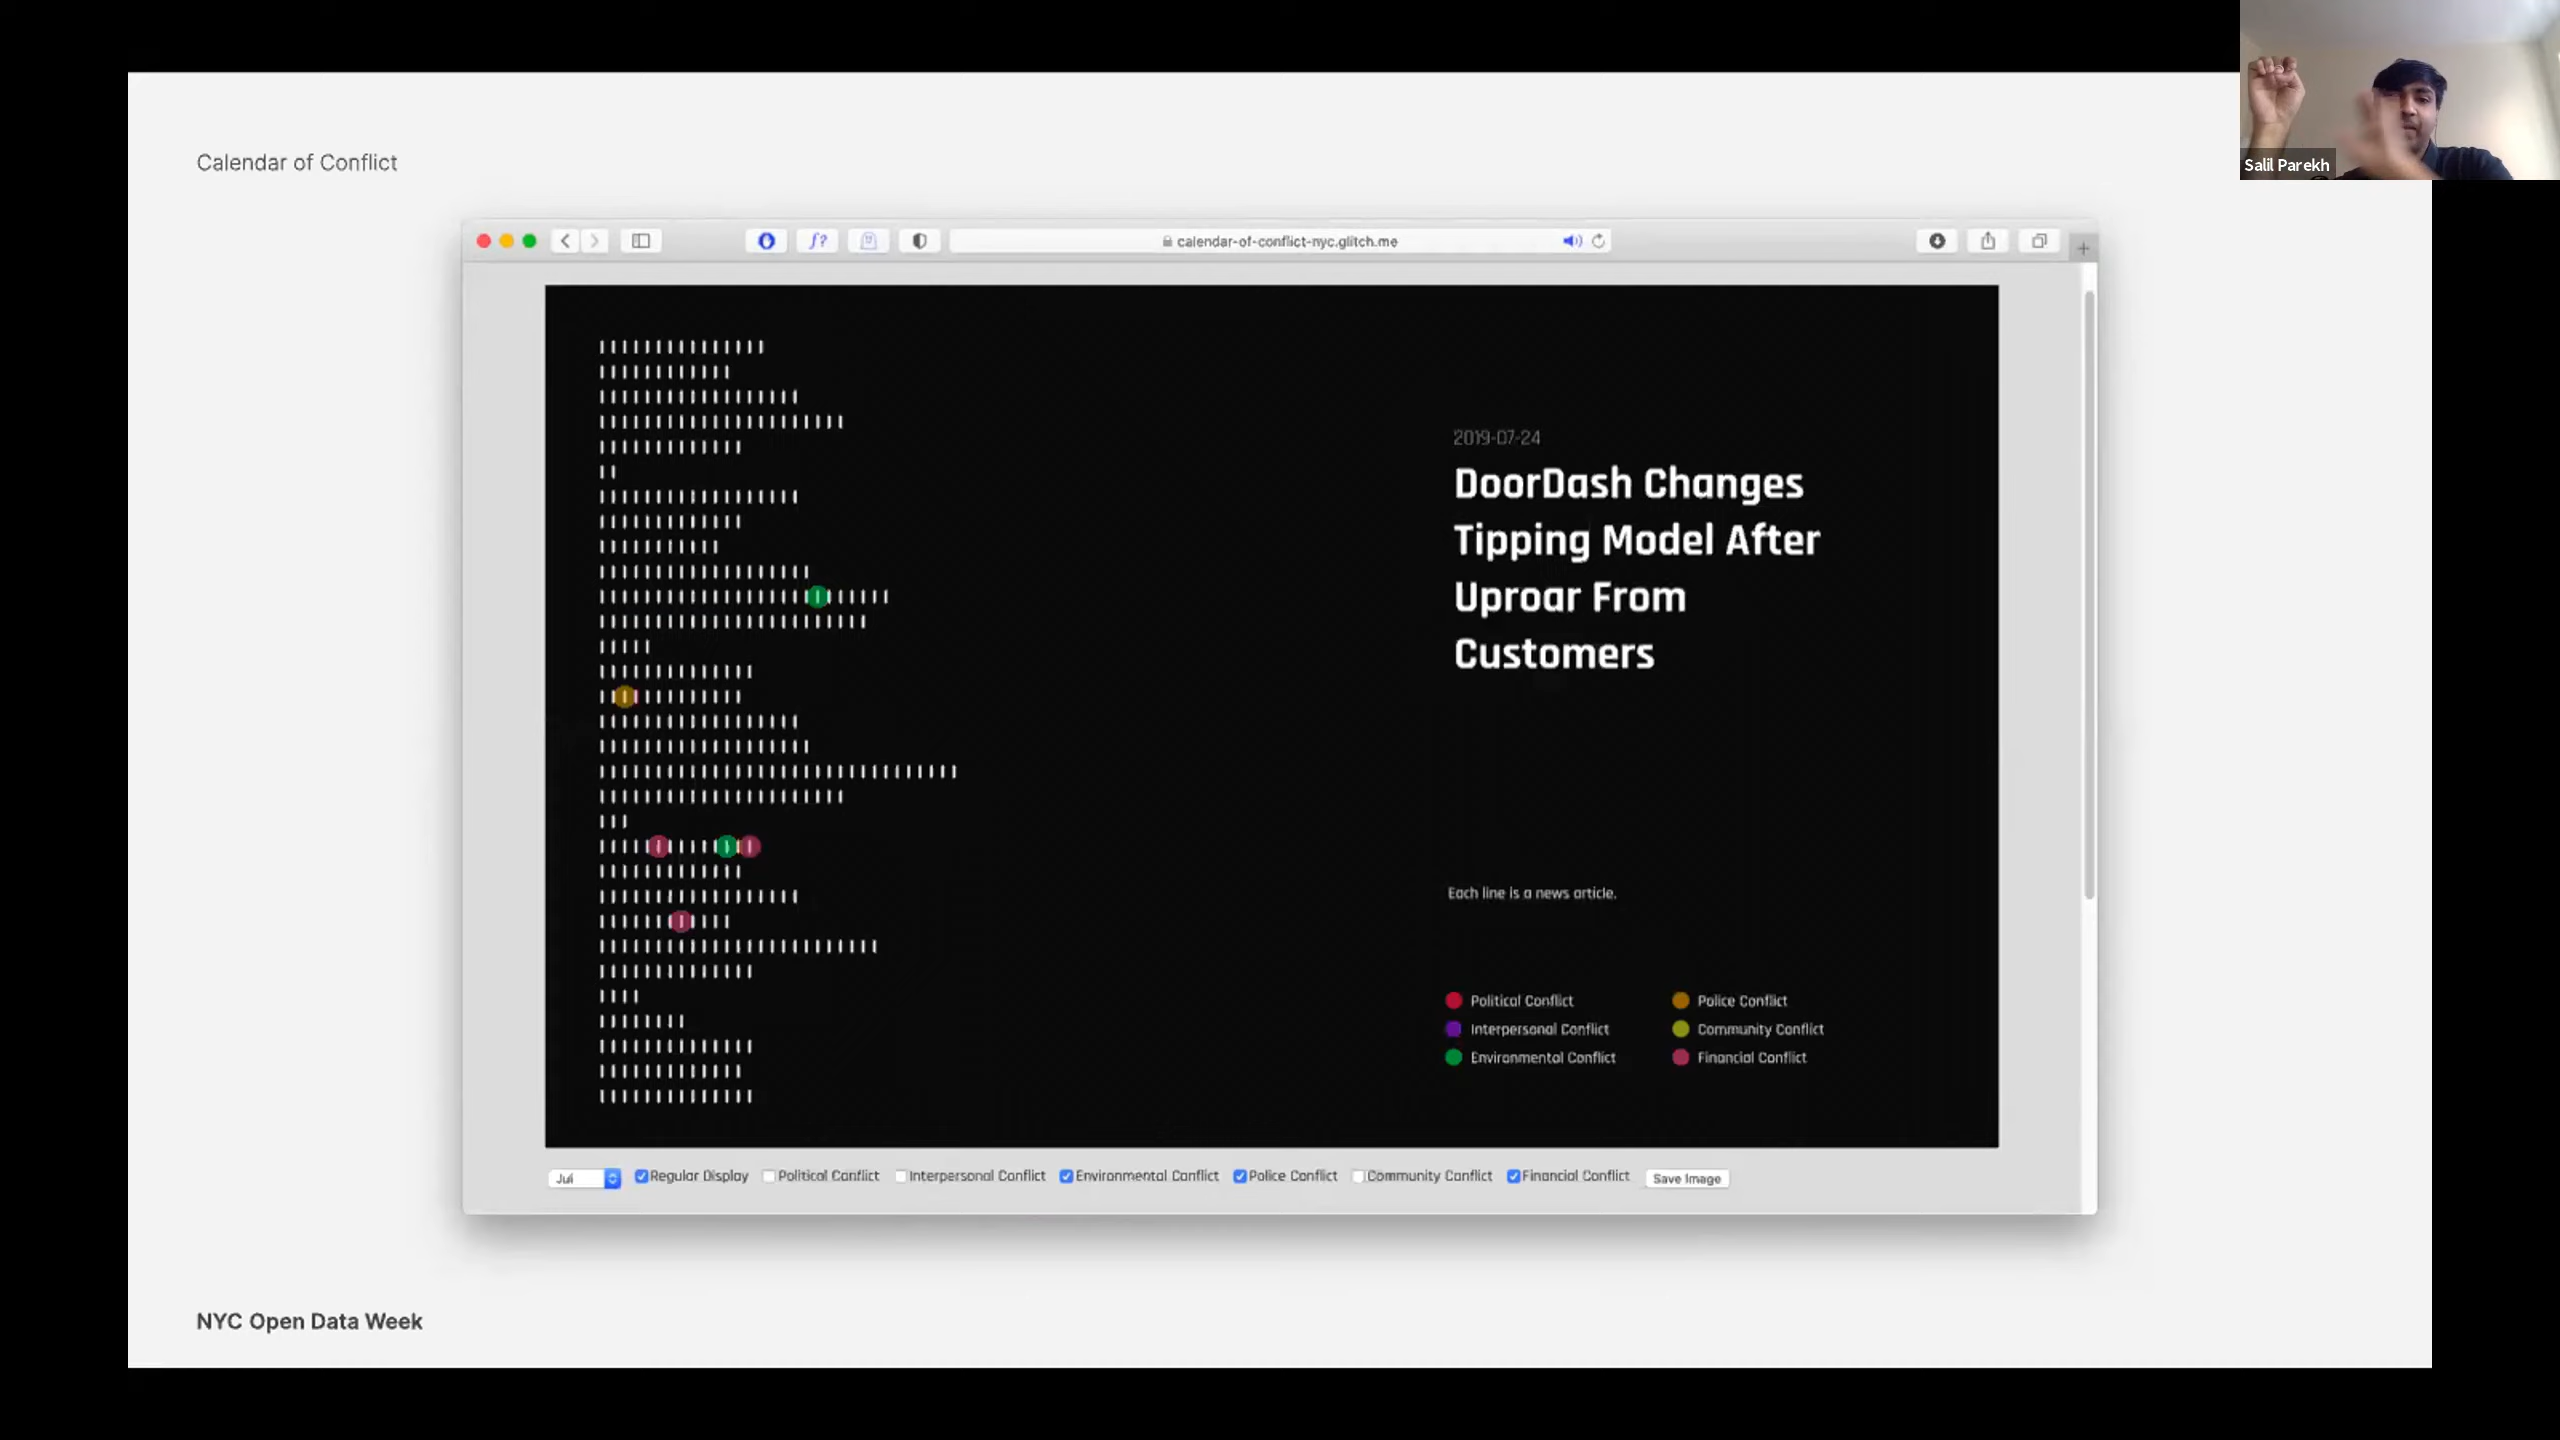 Salil Parekh
Calendar of Conflict
calendar-of-conflict-nyc.glitch.me
2019-07-24
DoorDash Changes
Tipping Model After
Uproar From
Customers
Each line is a news article.
Political Conflict
Police Conflict
Interpersonal Conflict
Community Conflict
Environmental Conflict
Financial Conflict
Jul Regular Display Political Conflict Interpersonal Conflict Environmental Conflict Police Conflict Community Conflict Financial Conflict Save Image
NYC Open Data Week